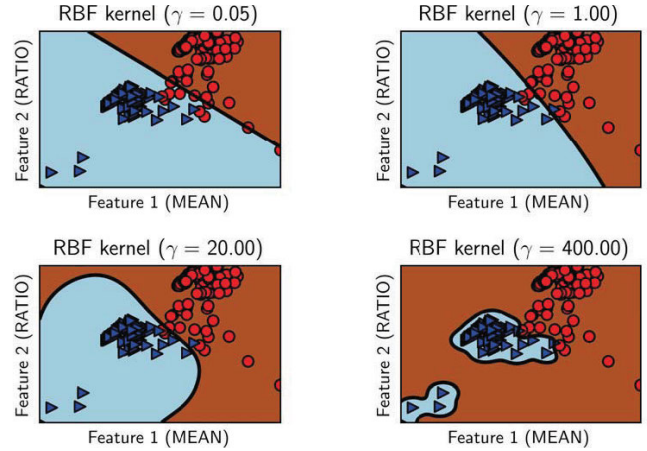 RBF kernel (γ = 0.05)
RBF kernel (γ = 1.00)
Feature 2 (RATIO)
Feature 2 (RATIO)
Feature 1 (MEAN)
Feature 1 (MEAN)
RBF kernel (γ = 20.00)
RBF kernel (γ = 400.00)
Feature 2 (RATIO)
Feature 2 (RATIO)
Feature 1 (MEAN)
Feature 1 (MEAN)